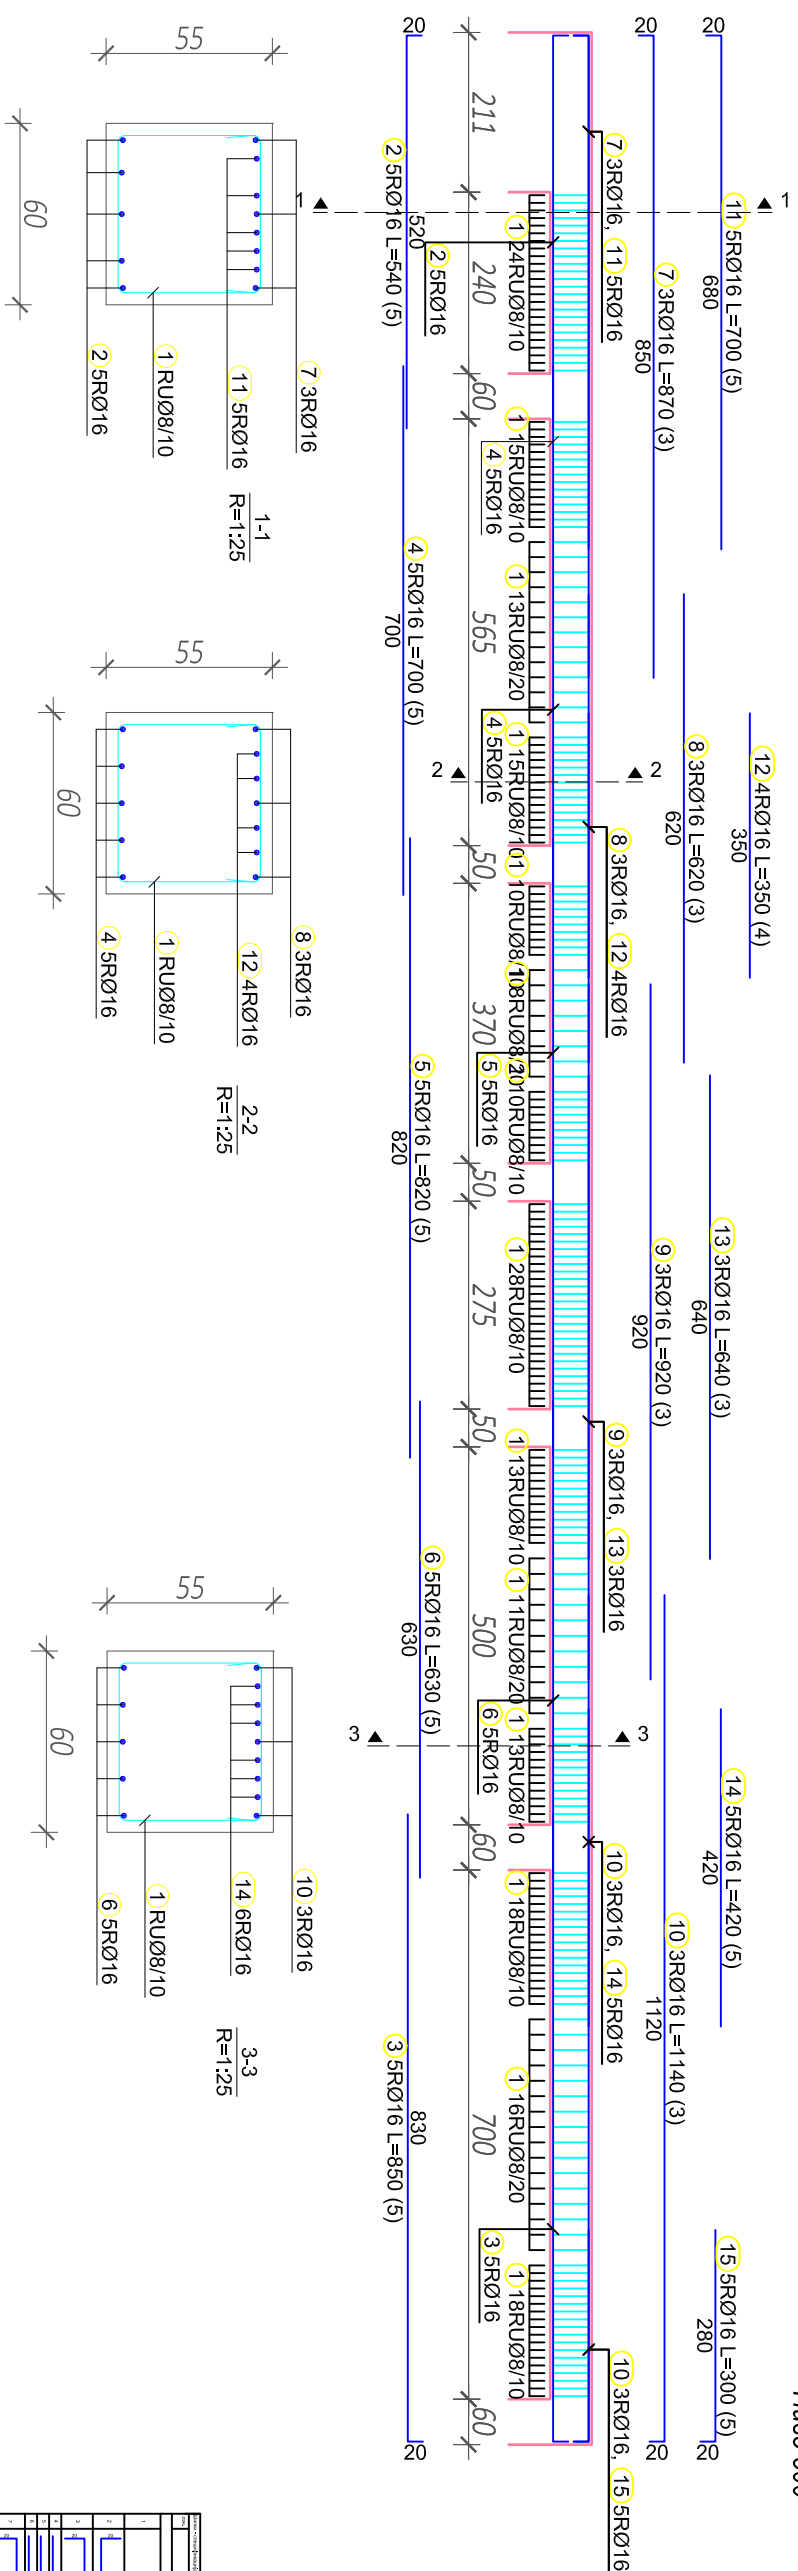 20
11 5RØ16 L=700 (5)
680
12 4RØ16 L=350 (4)
350
13 3RØ16 L=640 (3)
640
14 5RØ16 L=420 (5)
420
15 5RØ16 L=300 (5)
280
20
20
7 3RØ16 L=870 (3)
850
8 3RØ16 L=620 (3)
620
9 3RØ16 L=920 (3)
920
10 3RØ16 L=1140 (3)
1120
20
1
2
3
7 3RØ16, 11 5RØ16
8 3RØ16, 12 4RØ16
9 3RØ16, 13 3RØ16
10 3RØ16, 14 5RØ16
10 3RØ16, 15 5RØ16
1 24RUØ8/10
1 15RUØ8/10
1 13RUØ8/20
1 15RUØ8/10
1 10RUØ8/10
1 8RUØ8/20
1 10RUØ8/10
1 28RUØ8/10
1 13RUØ8/10
1 11RUØ8/20
1 13RUØ8/10
1 18RUØ8/10
1 16RUØ8/20
1 18RUØ8/10
2 5RØ16
4 5RØ16
4 5RØ16
5 5RØ16
6 5RØ16
3 5RØ16
211
240
60
565
50
370
50
275
50
500
60
700
60
1
2
3
20
520
2 5RØ16 L=540 (5)
4 5RØ16 L=700 (5)
700
5 5RØ16 L=820 (5)
820
6 5RØ16 L=630 (5)
630
830
3 5RØ16 L=850 (5)
20
1-1
R=1:25
55
60
7 3RØ16
11 5RØ16
1 RUØ8/10
2 5RØ16
2-2
R=1:25
55
60
8 3RØ16
12 4RØ16
1 RUØ8/10
4 5RØ16
3-3
R=1:25
55
60
10 3RØ16
14 6RØ16
1 RUØ8/10
6 5RØ16